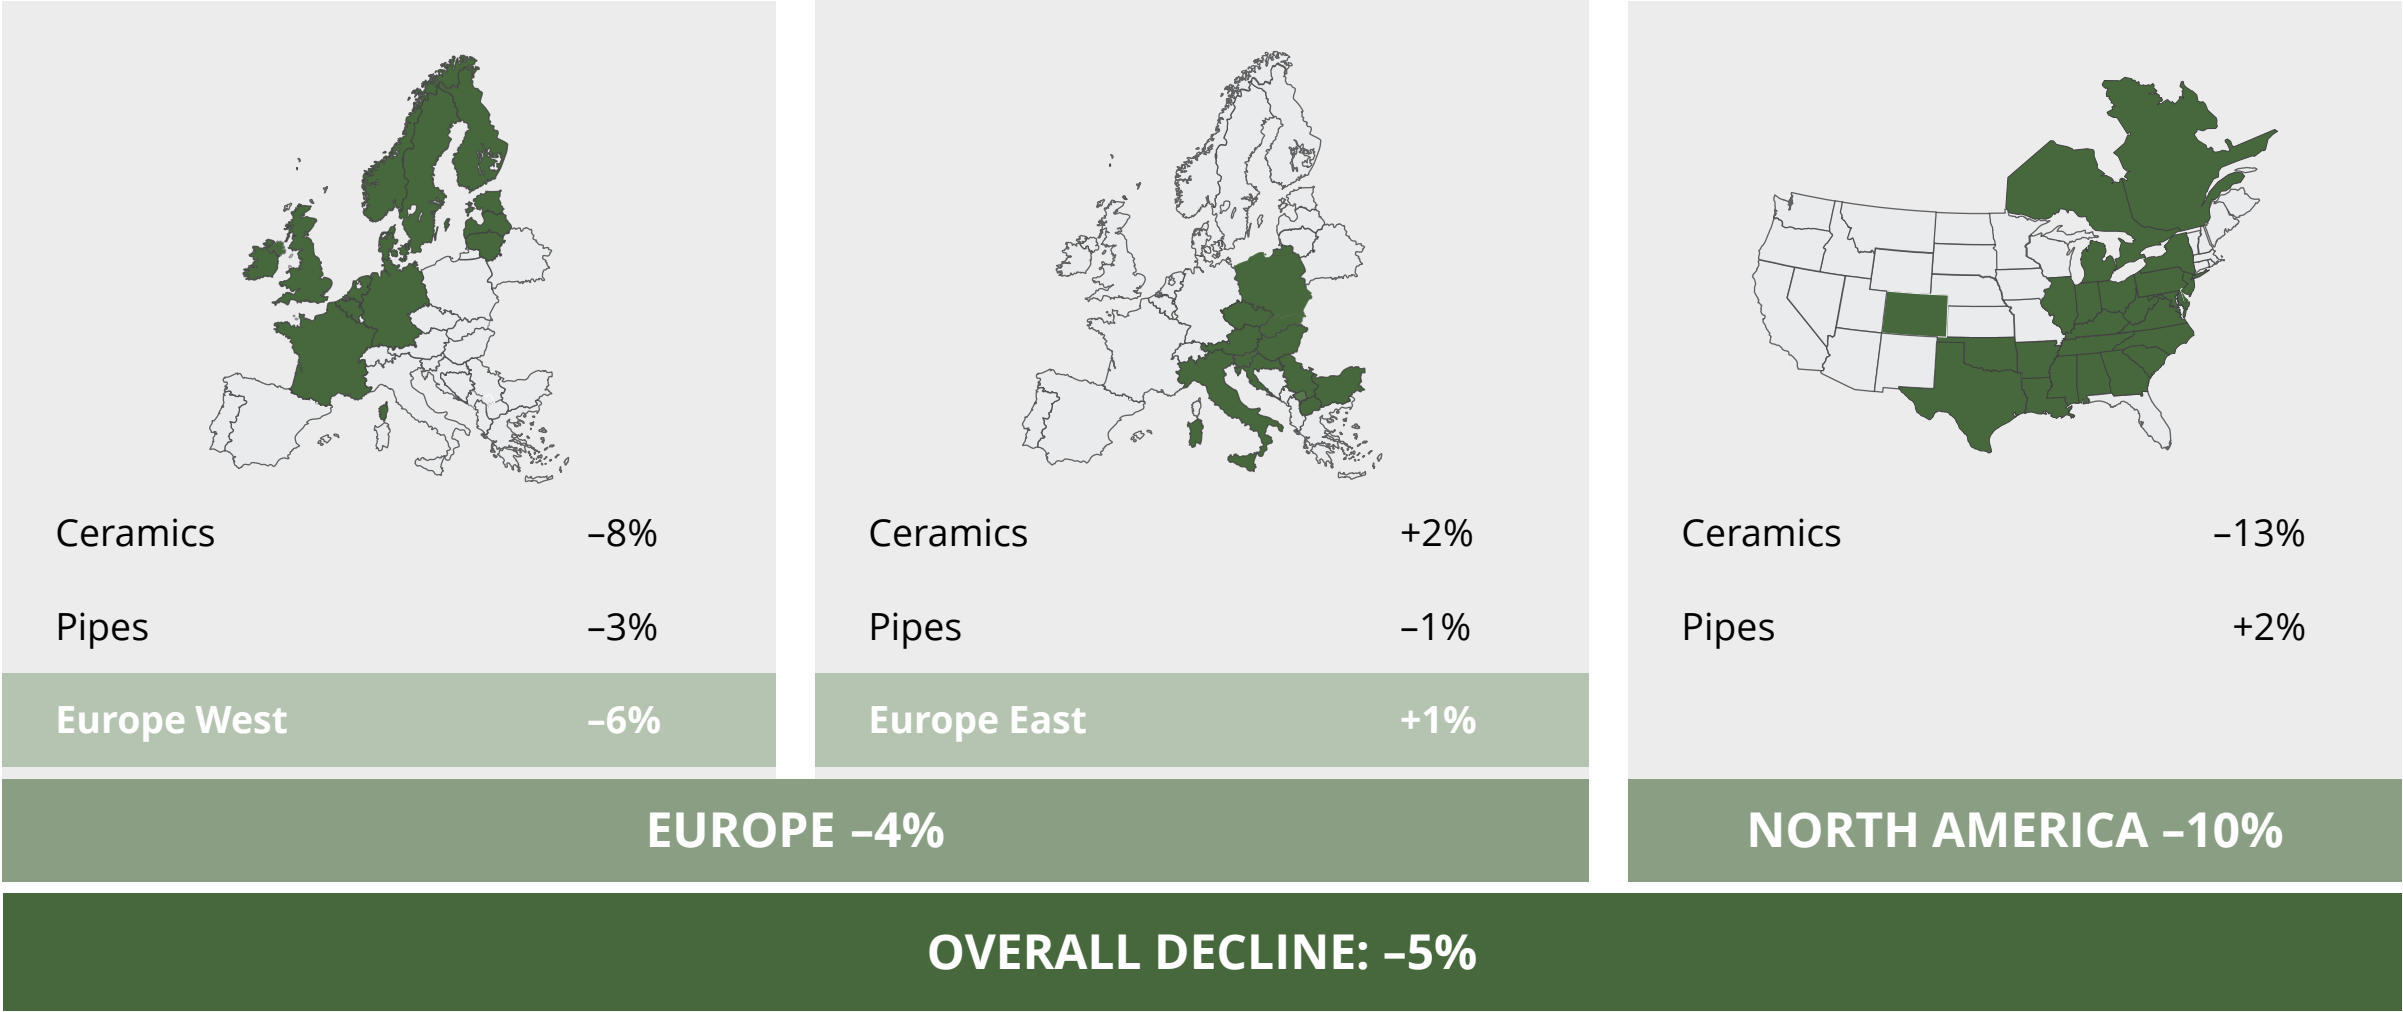 Ceramics –8%
Pipes –3%
Europe West –6%
Ceramics +2%
Pipes –1%
Europe East +1%
Ceramics –13%
Pipes +2%
EUROPE –4%
NORTH AMERICA –10%
OVERALL DECLINE: –5%